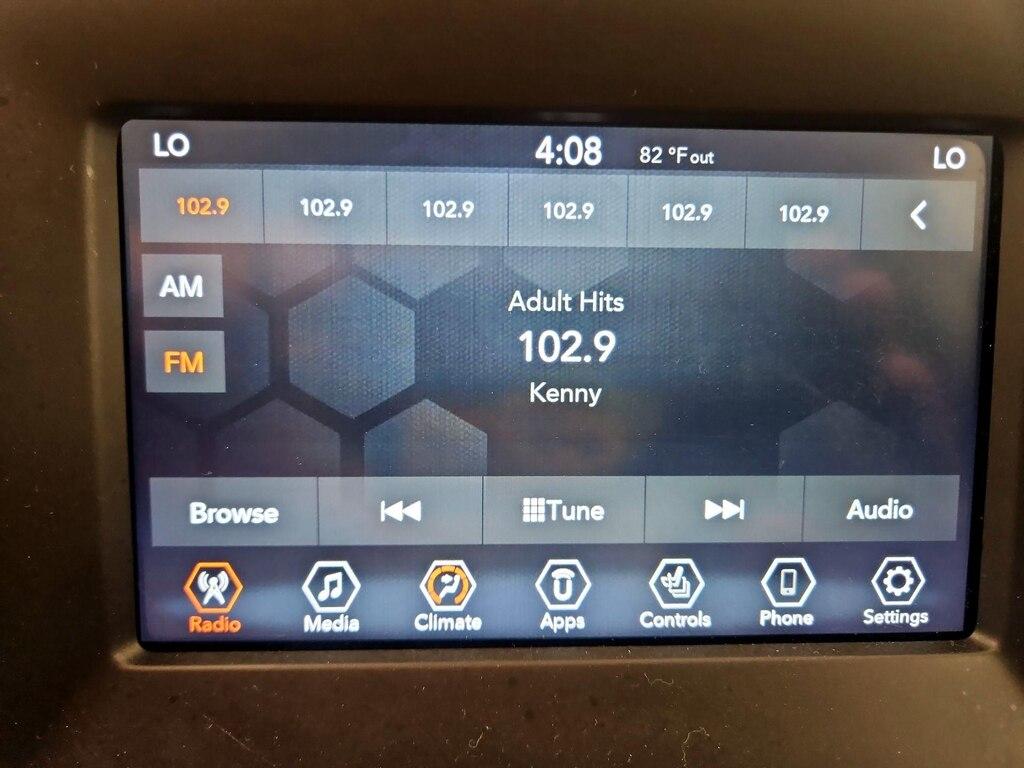 LO 4:08 82 °F out LO
102.9 102.9 102.9 102.9 102.9 102.9
AM
Adult Hits
102.9
FM
Kenny
Browse Tune Audio
Radio Media Climate Apps Controls Phone Settings